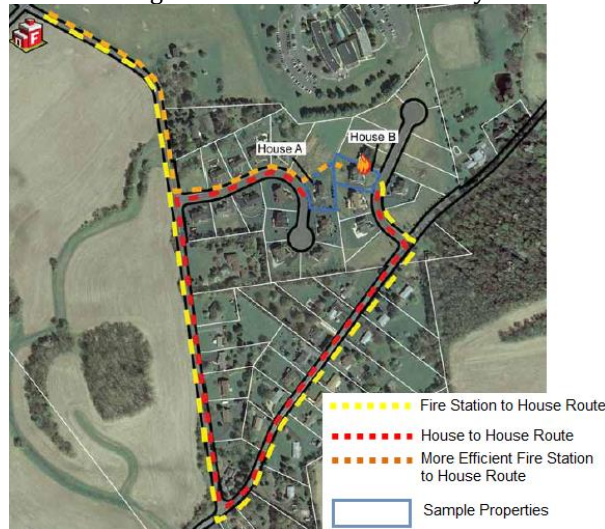 F
House B
House A
Fire Station to House Route
House to House Route
More Efficient Fire Station
to House Route
Sample Properties